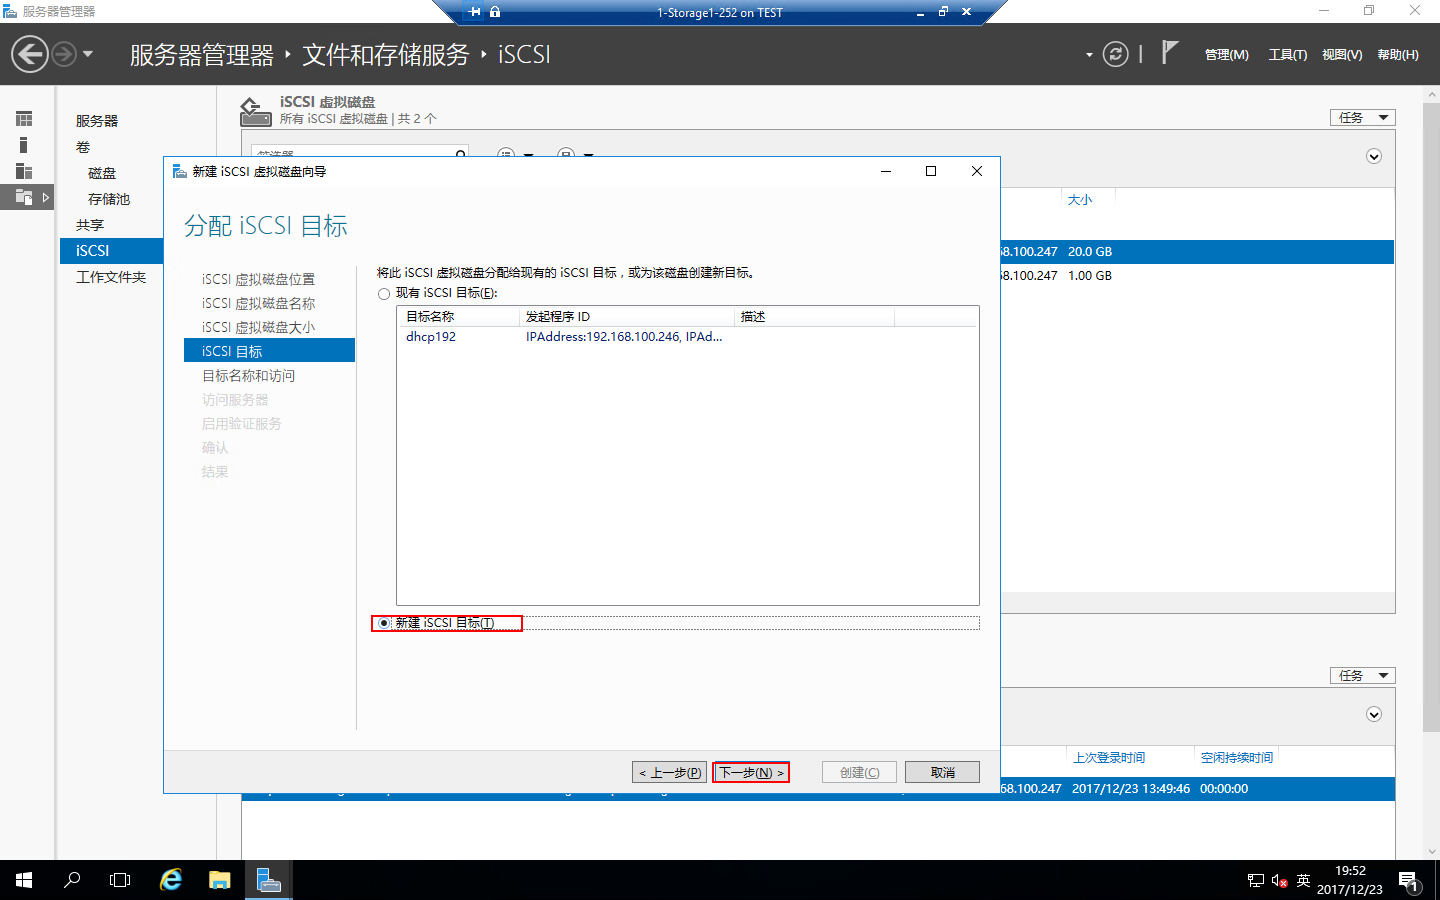 服务器管理器
1-Storage1-252 on TEST
服务器管理器 ‣ 文件和存储服务 ‣ iSCSI
管理(M) 工具(T) 视图(V) 帮助(H)
服务器
卷
磁盘
存储池
共享
iSCSI
工作文件夹
iSCSI 虚拟磁盘
所有 iSCSI 虚拟磁盘 | 共 2 个
任务
大小
8.100.247 20.0 GB
8.100.247 1.00 GB
新建 iSCSI 虚拟磁盘向导
分配 iSCSI 目标
iSCSI 虚拟磁盘位置
iSCSI 虚拟磁盘名称
iSCSI 虚拟磁盘大小
iSCSI 目标
目标名称和访问
访问服务器
启用验证服务
确认
结果
将此 iSCSI 虚拟磁盘分配给现有的 iSCSI 目标，或为该磁盘创建新目标。
现有 iSCSI 目标(E):
目标名称 发起程序 ID 描述
dhcp192 IPAddress:192.168.100.246, IPAd...
新建 iSCSI 目标(T)
< 上一步(P) 下一步(N) > 创建(C) 取消
任务
上次登录时间 空闲持续时间
68.100.247 2017/12/23 13:49:46 00:00:00
英
19:52
2017/12/23
1